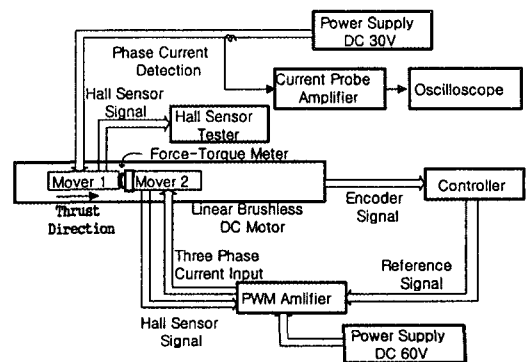 Power Supply
DC 30V
Phase Current
Detection
Current Probe
Amplifier
Oscilloscope
Hall Sensor
Signal
Hall Sensor
Tester
Force-Torque Meter
Mover 1
Mover 2
Thrust
Direction
Linear Brushless
DC Motor
Encoder
Signal
Controller
Three Phase
Current Input
Reference
Signal
PWM Amlifier
Hall Sensor
Signal
Power Supply
DC 60V